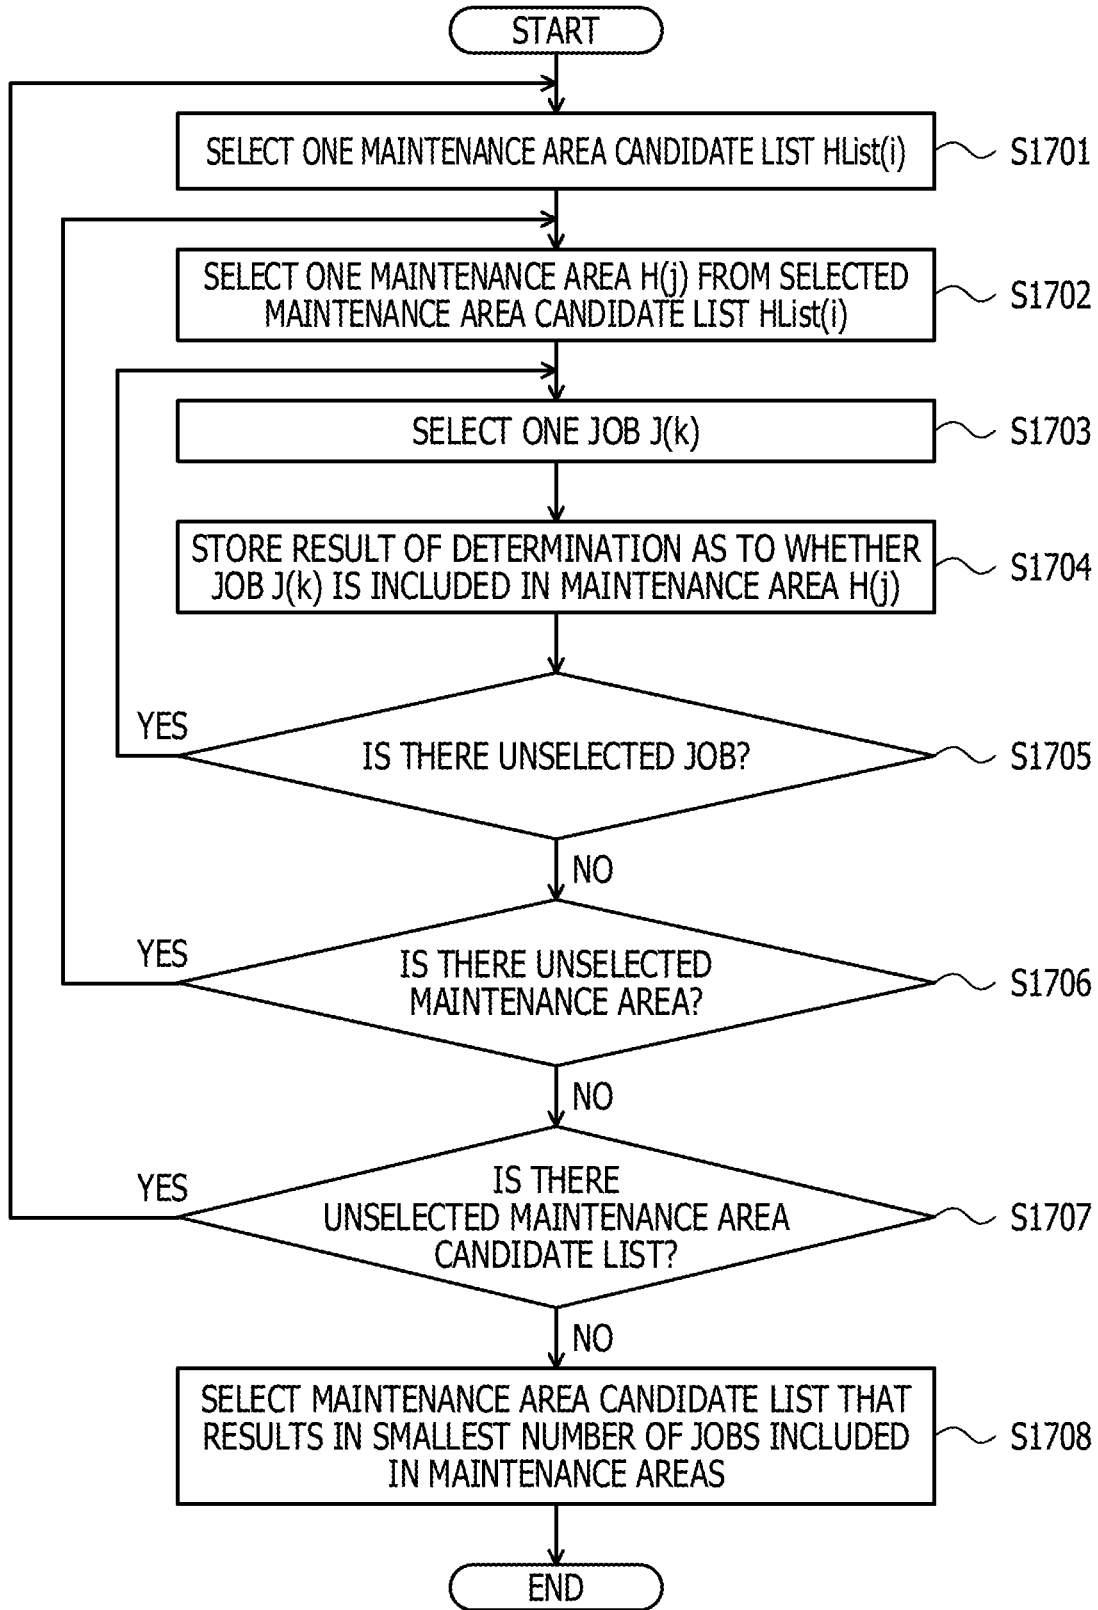 START
SELECT ONE MAINTENANCE AREA CANDIDATE LIST HList(i)
S1701
SELECT ONE MAINTENANCE AREA H(j) FROM SELECTED
MAINTENANCE AREA CANDIDATE LIST HList(i)
S1702
SELECT ONE JOB J(k)
S1703
STORE RESULT OF DETERMINATION AS TO WHETHER
JOB J(k) IS INCLUDED IN MAINTENANCE AREA H(j)
S1704
YES
IS THERE UNSELECTED JOB?
S1705
NO
YES
IS THERE UNSELECTED
MAINTENANCE AREA?
S1706
NO
YES
IS THERE
UNSELECTED MAINTENANCE AREA
CANDIDATE LIST?
S1707
NO
SELECT MAINTENANCE AREA CANDIDATE LIST THAT
RESULTS IN SMALLEST NUMBER OF JOBS INCLUDED
IN MAINTENANCE AREAS
S1708
END